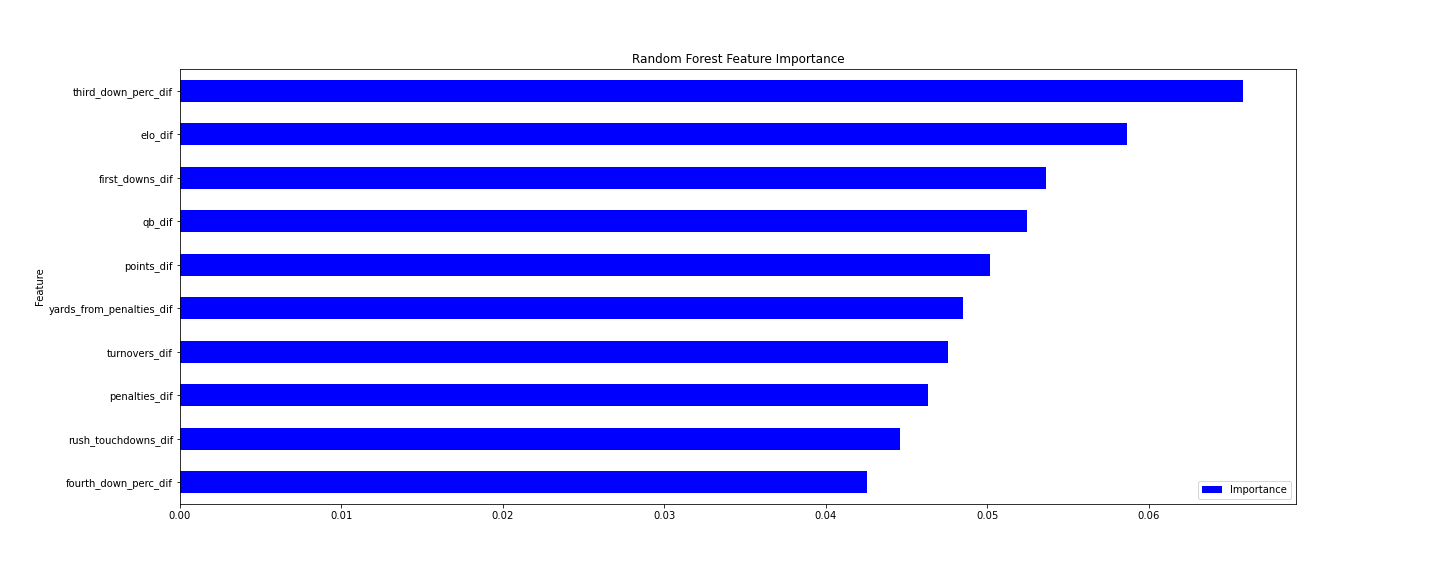 Random Forest Feature Importance
third_down_perc_dif
elo_dif
first_downs_dif
qb_dif
points_dif
yards_from_penalties_dif
turnovers_dif
penalties_dif
rush_touchdowns_dif
fourth_down_perc_dif
Feature
Importance
0.00 0.01 0.02 0.03 0.04 0.05 0.06